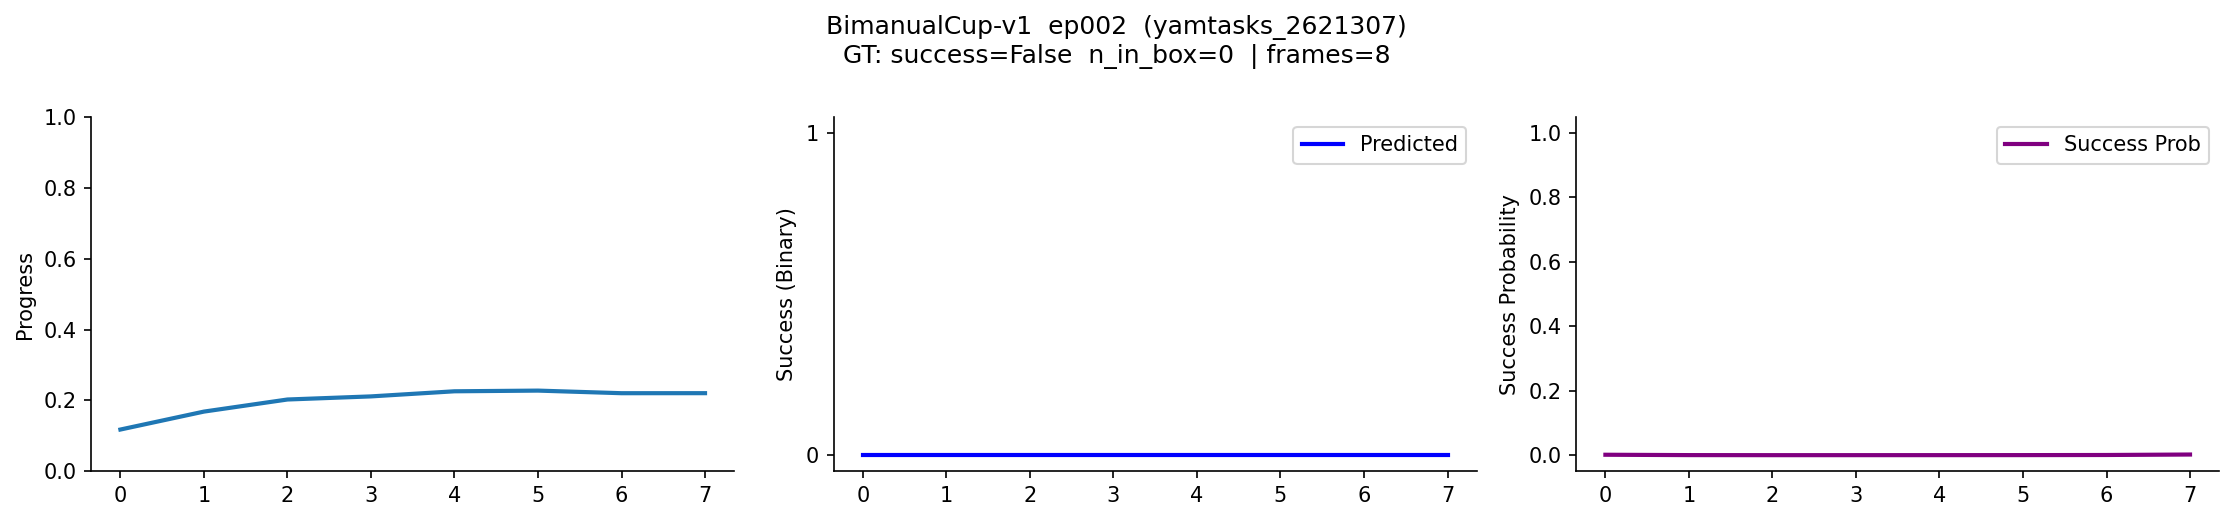 BimanualCup-v1  ep002  (yamtasks_2621307)
GT: success=False  n_in_box=0  | frames=8
Progress
1.0
0.8
0.6
0.4
0.2
0.0
0 1 2 3 4 5 6 7
Success (Binary)
1
0
Predicted
0 1 2 3 4 5 6 7
Success Probability
1.0
0.8
0.6
0.4
0.2
0.0
Success Prob
0 1 2 3 4 5 6 7